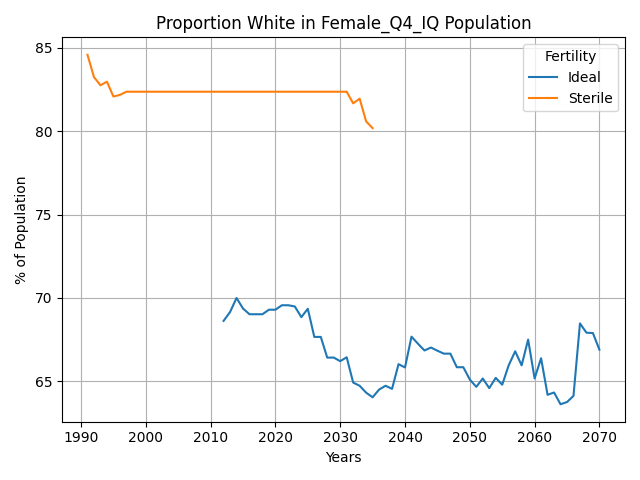 Proportion White in Female_Q4_IQ Population
Fertility
Ideal
Sterile
% of Population
85
80
75
70
65
1990
2000
2010
2020
2030
2040
2050
2060
2070
Years